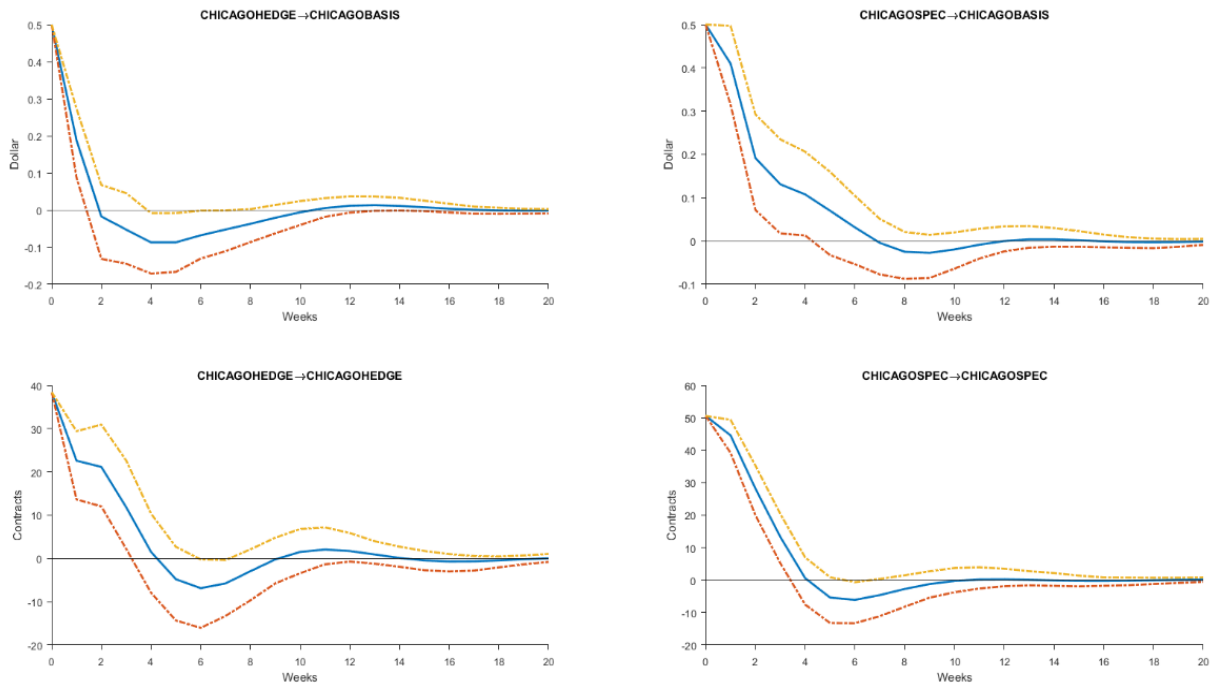 CHICAGOHEDGE→CHICAGOBASIS
0.5
0.4
0.3
0.2
0.1
0
-0.1
-0.2
Dollar
0 2 4 6 8 10 12 14 16 18 20
Weeks
CHICAGOSPEC→CHICAGOBASIS
0.5
0.4
0.3
0.2
0.1
0
-0.1
Dollar
0 2 4 6 8 10 12 14 16 18 20
Weeks
CHICAGOHEDGE→CHICAGOHEDGE
40
30
20
10
0
-10
-20
Contracts
0 2 4 6 8 10 12 14 16 18 20
Weeks
CHICAGOSPEC→CHICAGOSPEC
60
50
40
30
20
10
0
-10
-20
Contracts
0 2 4 6 8 10 12 14 16 18 20
Weeks